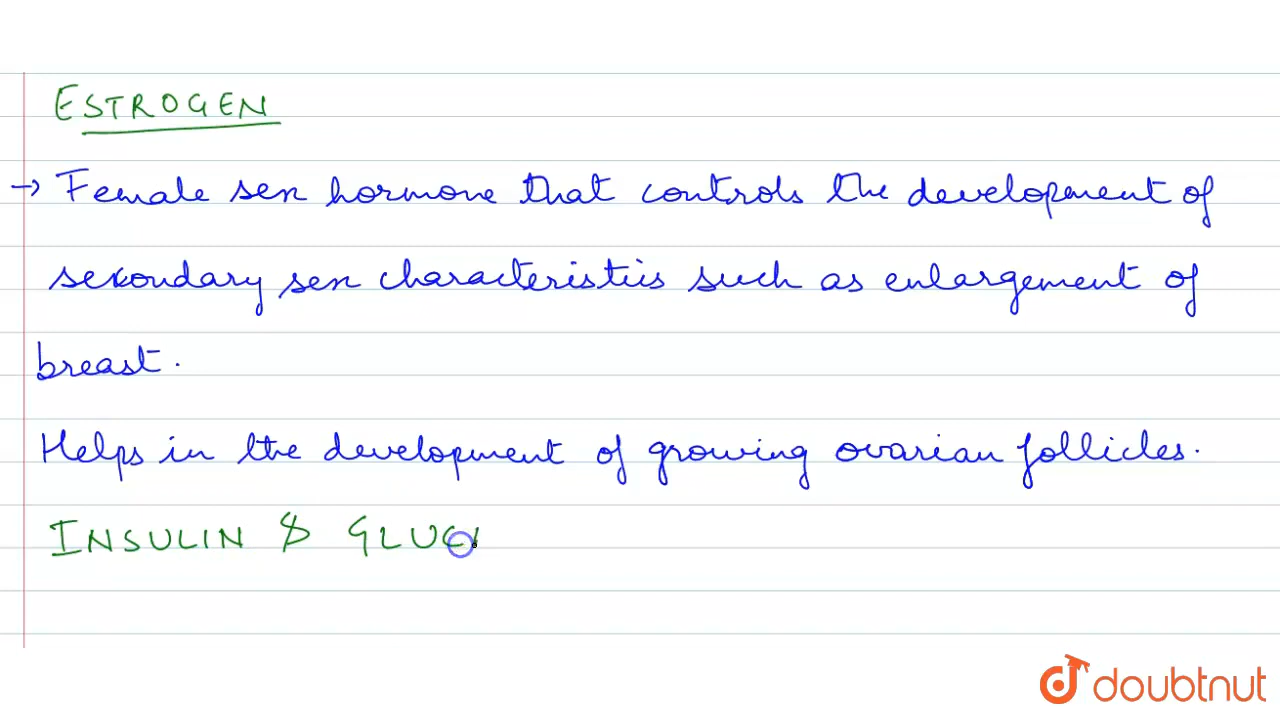 ESTROGEN
→ Female sex hormone that controls the development of
secondary sex characteristics such as enlargement of
breast.
Helps in the development of growing ovarian follicles.
INSULIN &
doubtnut